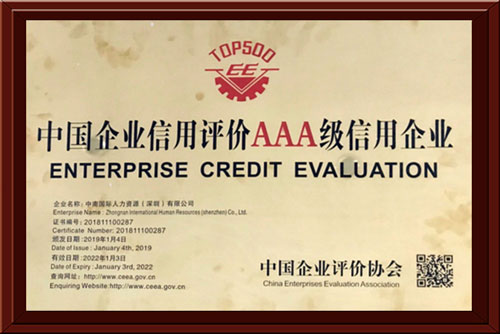 TOP500
EE
中国企业信用评价AAA级信用企业
ENTERPRISE CREDIT EVALUATION
企业名称：中南国际人力资源（深圳）有限公司
Enterprise Name : Zhongnan International Human Resources (shenzhen) Co., Ltd.
证书编号：201811100287
Certificate Number: 201811100287
颁发日期：2019年1月4日
Date of Issue : January 4th, 2019
有效日期：2022年1月3日
Date of Expiry : January 3rd, 2022
查询网址：http://www.ceea.gov.cn
Enquiring Website:http://www.ceea.gov.cn
中国企业评价协会
China Enterprises Evaluation Association